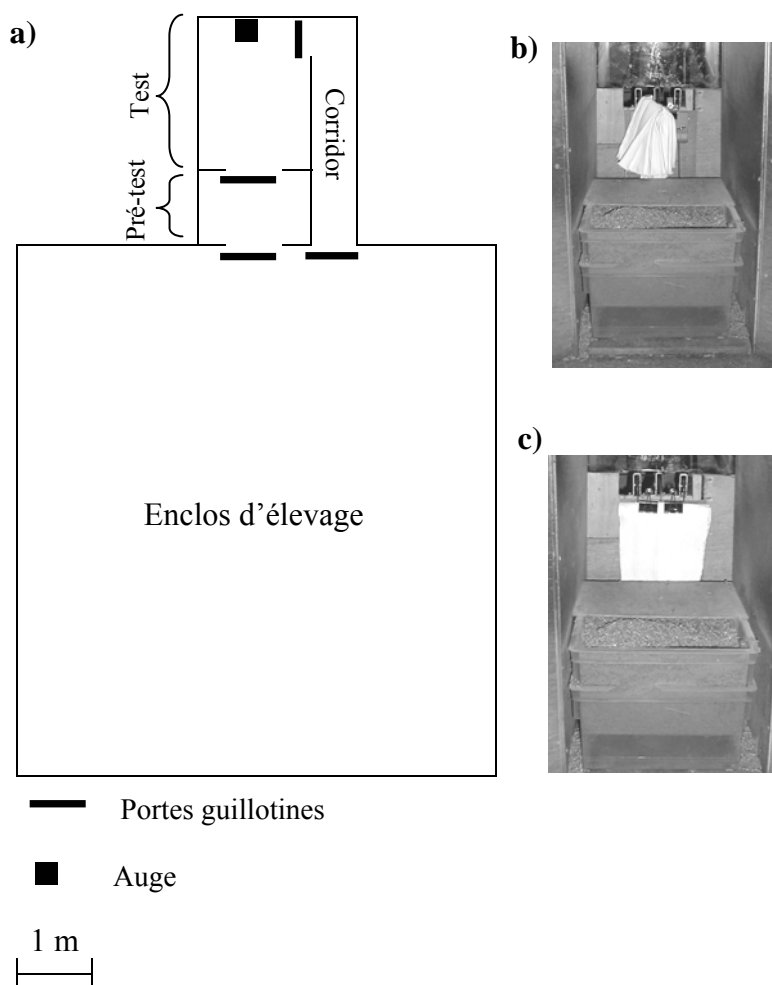 a)
Test
Pré-test
Corridor
b)
c)
Enclos d'élevage
Portes guillotines
Auge
1 m